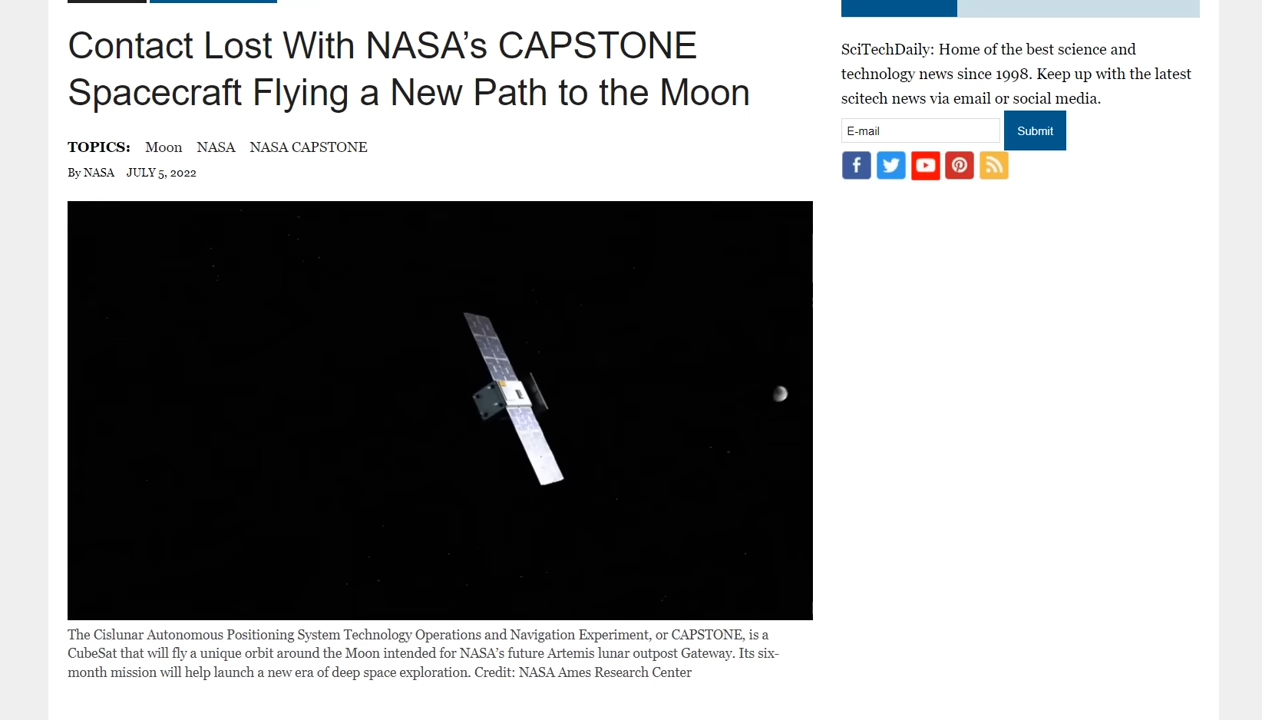 Contact Lost With NASA’s CAPSTONE
Spacecraft Flying a New Path to the Moon
TOPICS: Moon NASA NASA CAPSTONE
By NASA JULY 5, 2022
The Cislunar Autonomous Positioning System Technology Operations and Navigation Experiment, or CAPSTONE, is a
CubeSat that will fly a unique orbit around the Moon intended for NASA’s future Artemis lunar outpost Gateway. Its six-
month mission will help launch a new era of deep space exploration. Credit: NASA Ames Research Center
SciTechDaily: Home of the best science and
technology news since 1998. Keep up with the latest
scitech news via email or social media.
E-mail Submit